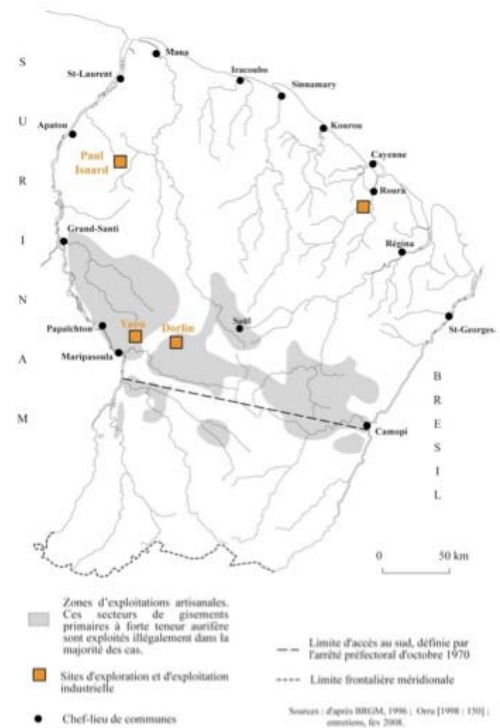 Mana
St-Laurent
Iracoubo
Sinnamary
Apatou
Kourou
Paul
Isnard
Cayenne
Roura
Grand-Santi
Régina
Papaïchton
Yaou
Dorlin
Saül
St-Georges-
Maripasoula
Camopi
S
U
R
I
N
A
M
B
R
E
S
I
L
0 50 km
Zones d'exploitations artisanales.
Ces secteurs de gisements
primaires à forte teneur aurifère
sont exploités illégalement dans la
majorité des cas.
Sites d'exploration et d'exploitation
industrielle
Chef-lieu de communes
Limite d'accès au sud, définie par
l'arrêté préfectoral d'octobre 1970
Limite frontalière méridionale
Sources : d'après BRGM, 1996 ; Orru [1998 : 150] ;
entretiens, fev 2008.